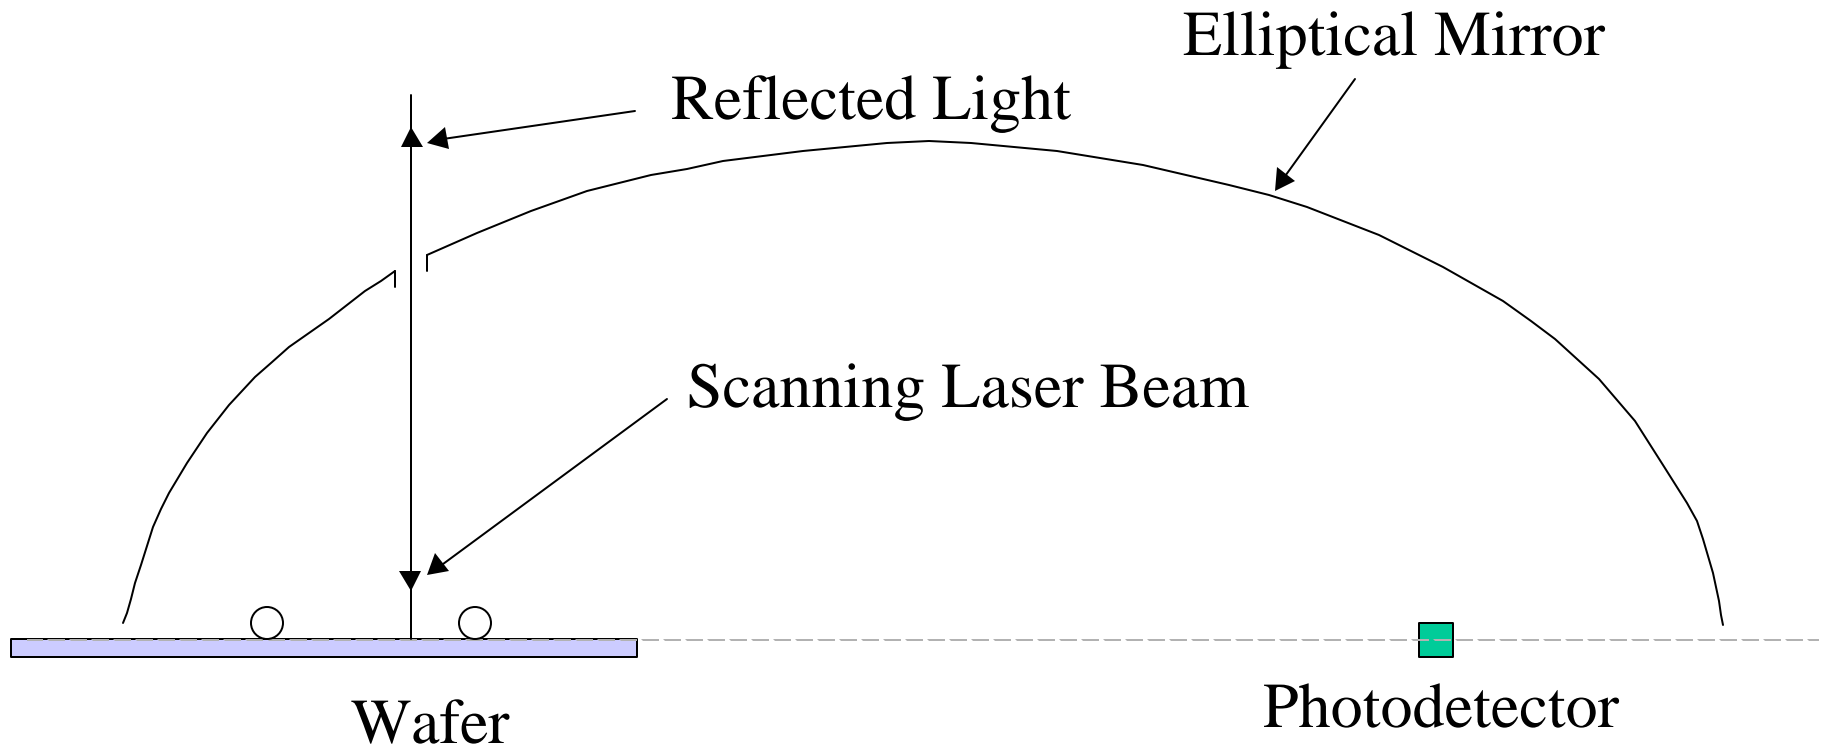 Elliptical Mirror
Reflected Light
Scanning Laser Beam
Photodetector
Wafer